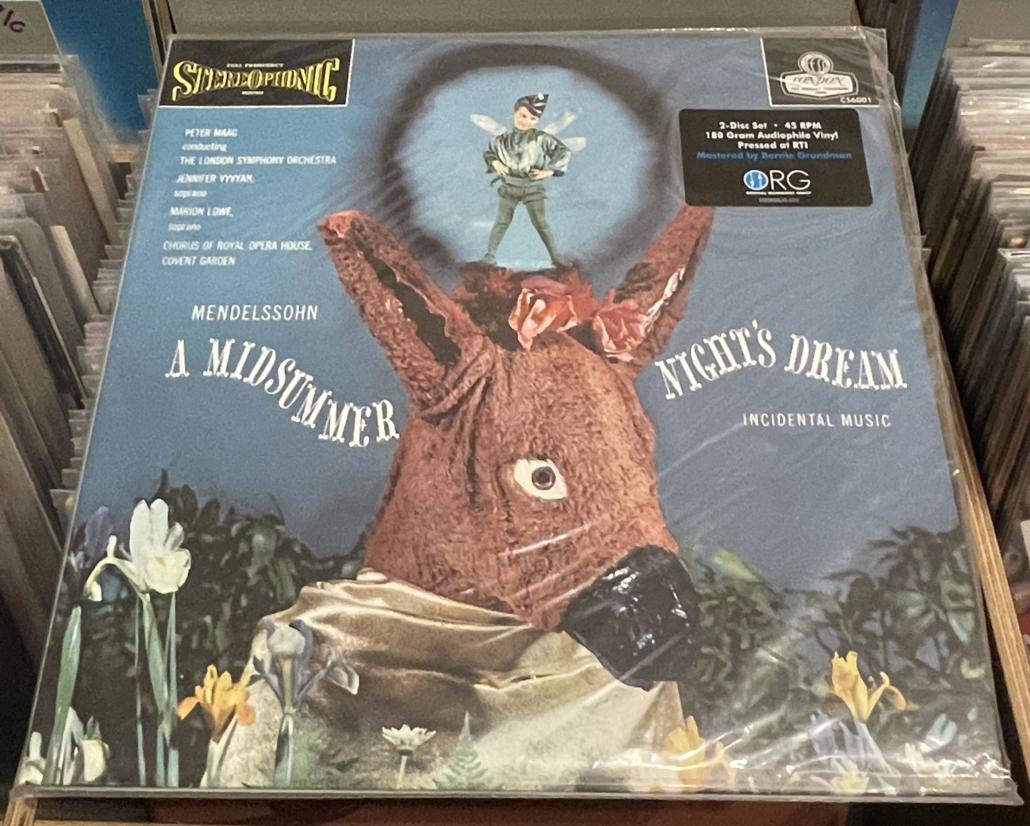 FULL FREQUENCY
STEREOPHONIC
PETER MAAG
conducting
THE LONDON SYMPHONY ORCHESTRA
JENNIFER VYVYAN,
soprano
MARION LOWE,
soprano
CHORUS OF ROYAL OPERA HOUSE,
COVENT GARDEN
LONDON
CS6001
2-Disc Set • 45 RPM
180 Gram Audiophile Vinyl
Pressed at RTI
Mastered by Bernie Grundman
ORG
MENDELSSOHN
A MIDSUMMER
NIGHT'S DREAM
INCIDENTAL MUSIC